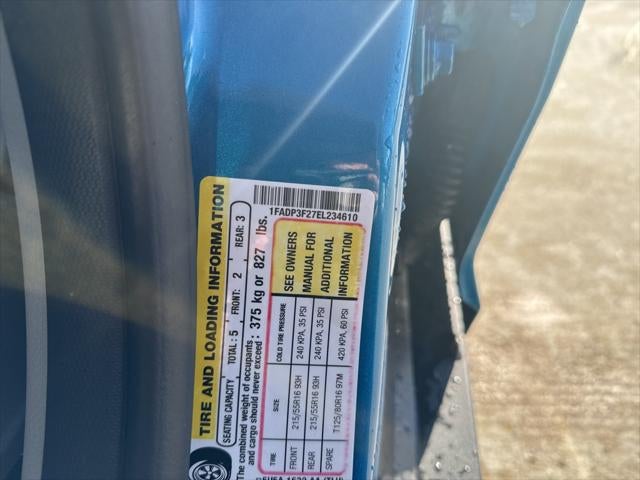 1FADP3F27EL234610
TIRE AND LOADING INFORMATION
SEATING CAPACITY TOTAL: 5 FRONT: 2 REAR: 3
The combined weight of occupants
and cargo should never exceed: 375 kg or 827 lbs.
TIRE SIZE COLD TIRE PRESSURE
FRONT 215/55R16 93H 240 KPA, 35 PSI
REAR 215/55R16 93H 240 KPA, 35 PSI
SPARE T125/80R16 97M 420 KPA, 60 PSI
SEE OWNERS
MANUAL FOR
ADDITIONAL
INFORMATION